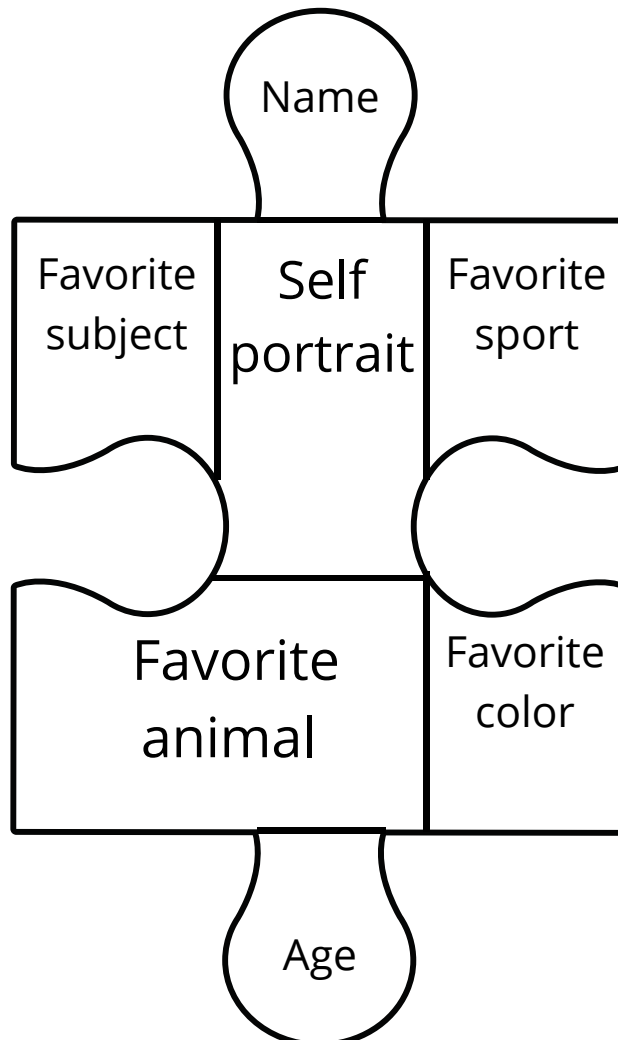 Name
Favorite
subject
Self
portrait
Favorite
sport
Favorite
animal
Favorite
color
Age